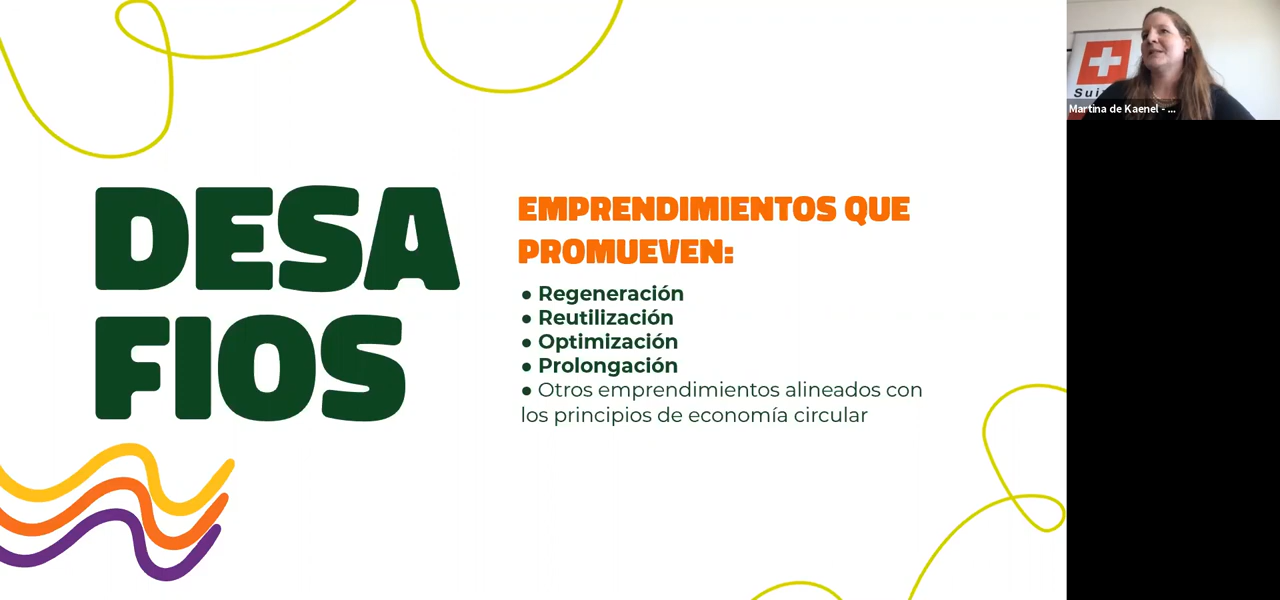 DESA
FIOS
EMPRENDIMIENTOS QUE
PROMUEVEN:
● Regeneración
● Reutilización
● Optimización
● Prolongación
● Otros emprendimientos alineados con
los principios de economía circular
Martina de Kaenel - ...